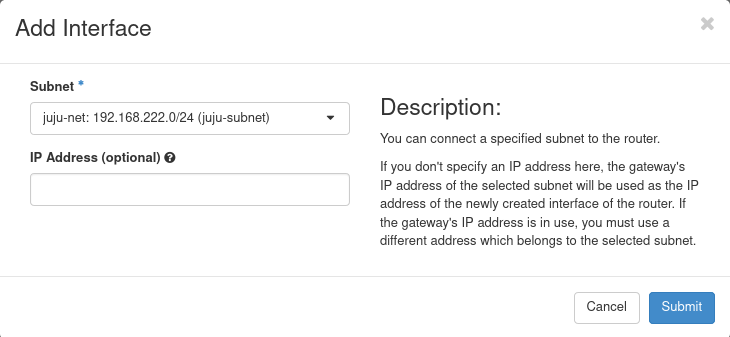 Add Interface
Subnet *
juju-net: 192.168.222.0/24 (juju-subnet)
IP Address (optional)
Description:
You can connect a specified subnet to the router.
If you don't specify an IP address here, the gateway's
IP address of the selected subnet will be used as the IP
address of the newly created interface of the router. If
the gateway's IP address is in use, you must use a
different address which belongs to the selected subnet.
Cancel
Submit